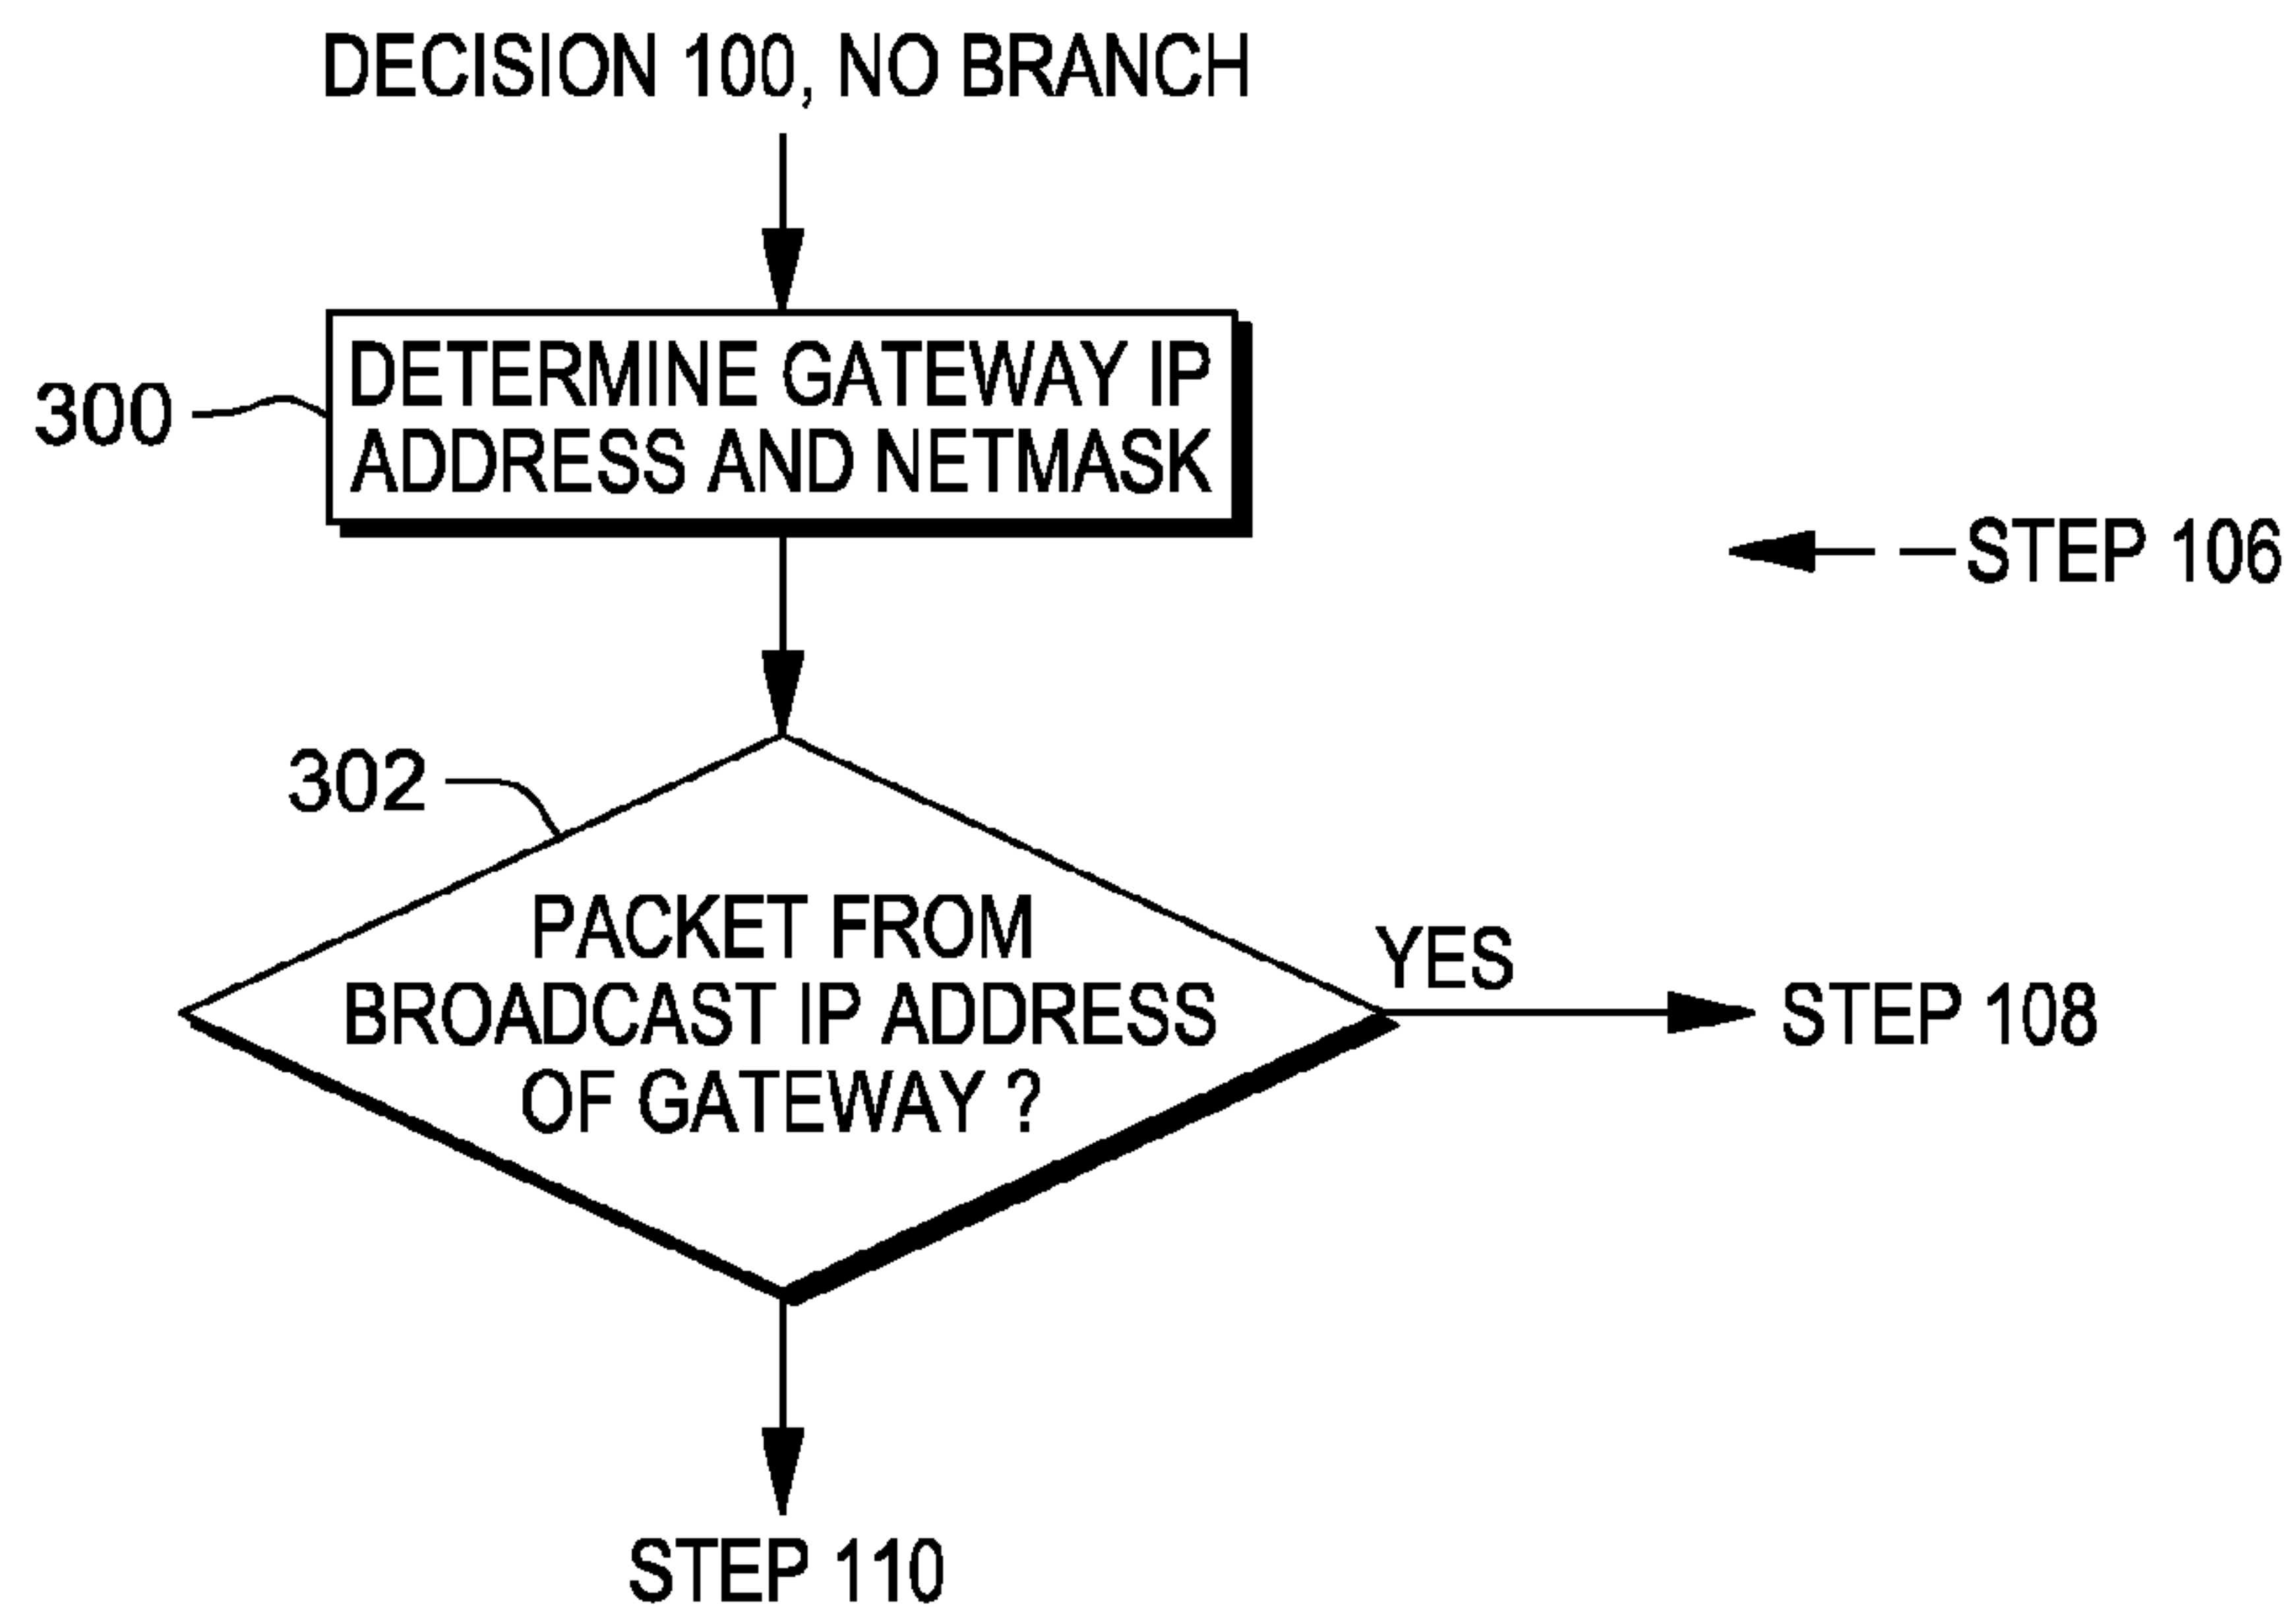 DECISION 100, NO BRANCH
300
DETERMINE GATEWAY IP
ADDRESS AND NETMASK
STEP 106
302
PACKET FROM
BROADCAST IP ADDRESS
OF GATEWAY ?
YES
STEP 108
STEP 110